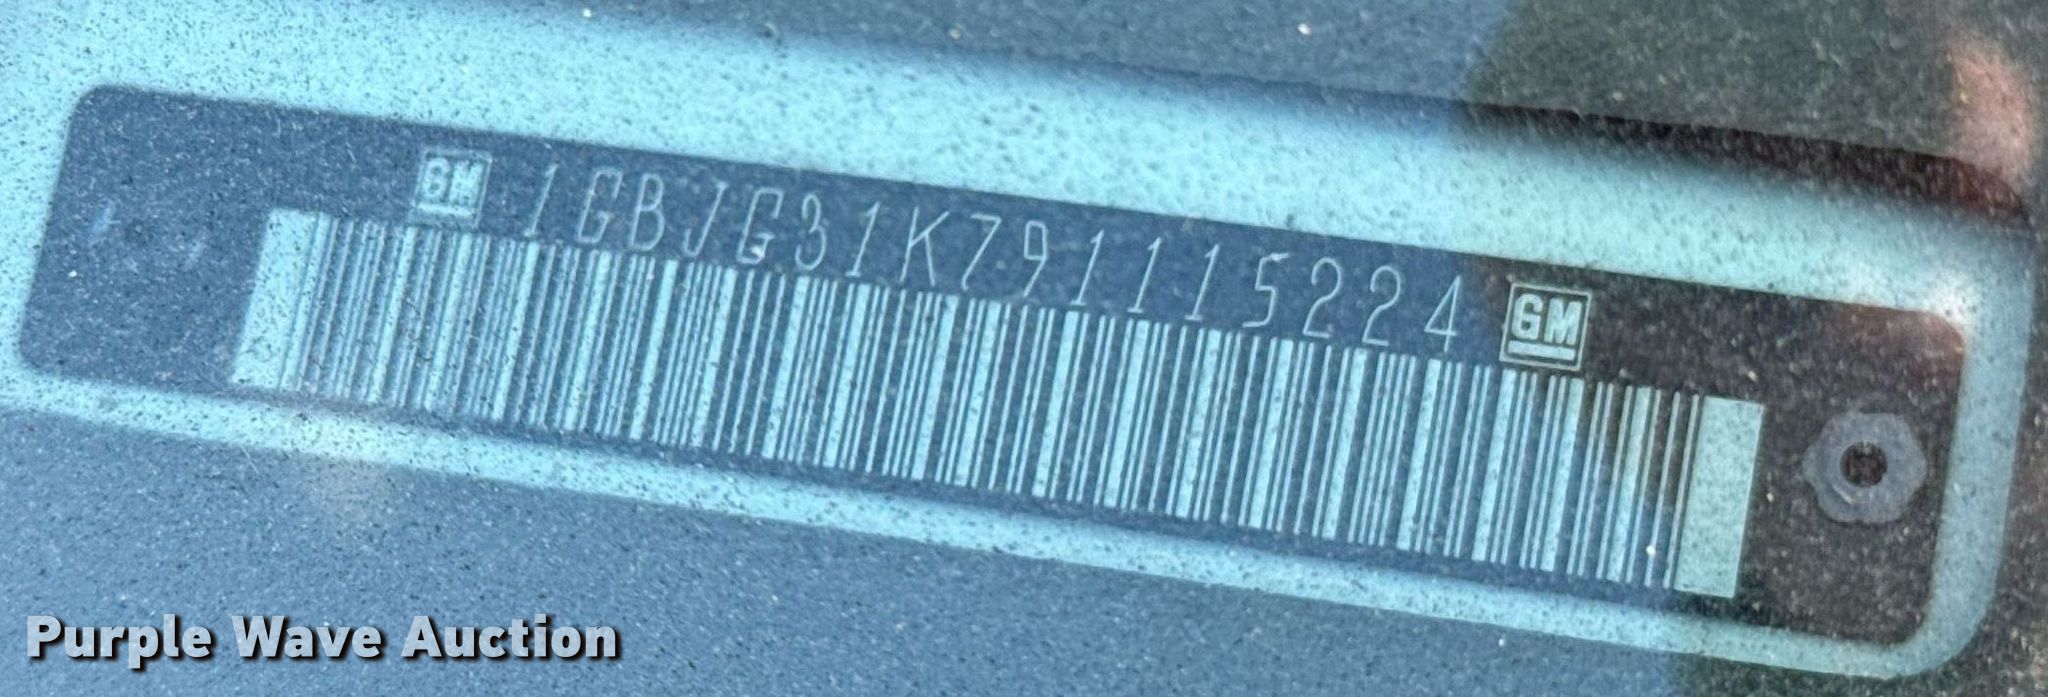 GM 1GBJG31K791115224 GM
Purple Wave Auction